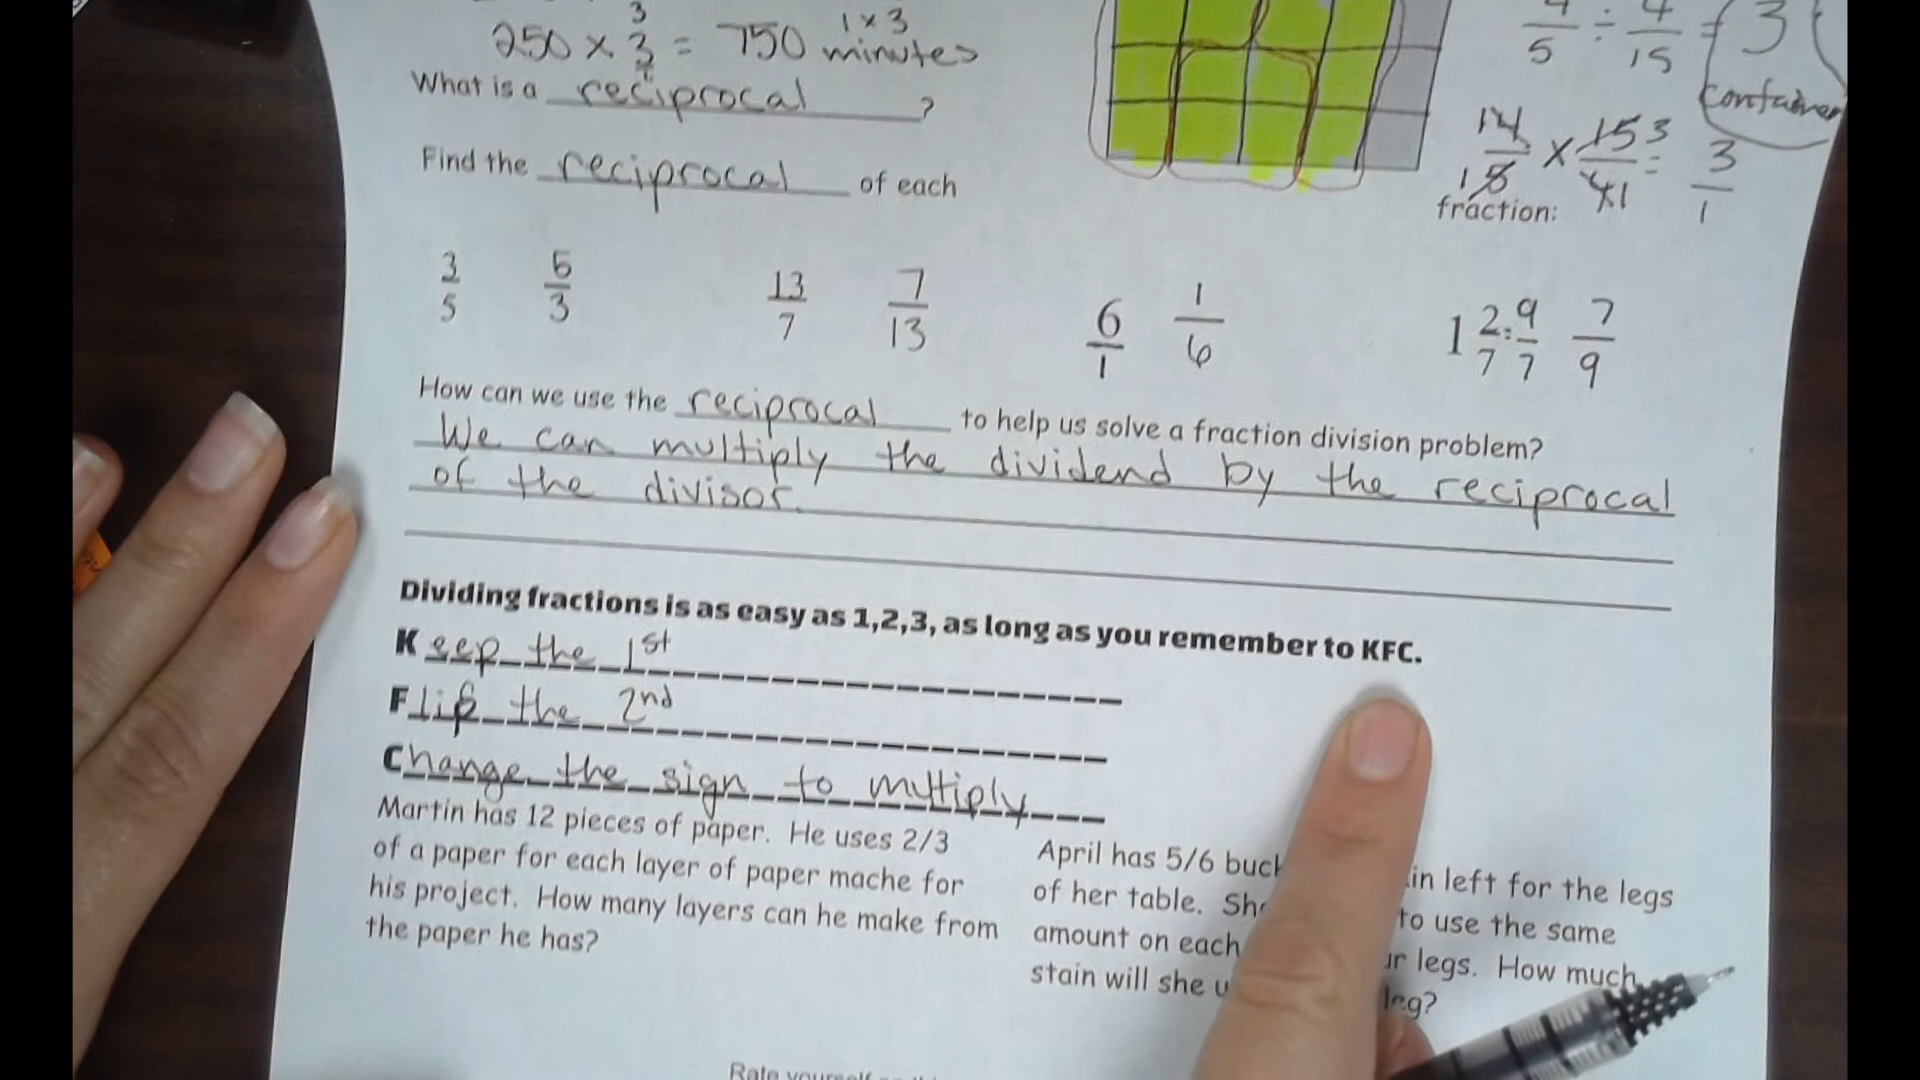 250 × 3/3 = 750 minutes
1 × 3
What is a reciprocal ?
Find the reciprocal of each
fraction:
/5 ÷ 4/15 = 3
container
14/15 × 153/41 = 3/1
3/5 5/3 13/7 7/13 6/1 1/6 1 2/7 = 9/7 7/9
How can we use the reciprocal to help us solve a fraction division problem?
We can multiply the dividend by the reciprocal
of the divisor.
Dividing fractions is as easy as 1,2,3, as long as you remember to KFC.
Keep the 1st
Flip the 2nd
Change the sign to multiply
Martin has 12 pieces of paper. He uses 2/3
of a paper for each layer of paper mache for
his project. How many layers can he make from
the paper he has?
April has 5/6 in left for the legs
of her table. to use the same
amount on each legs. How much
stain will she
Rate yourself